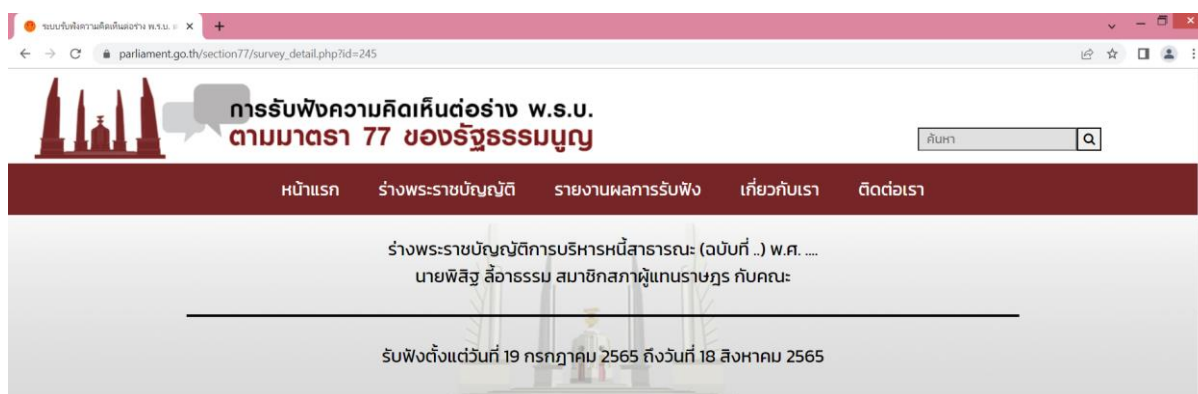 ระบบรับฟังความคิดเห็นต่อร่าง พ.ร.บ.
parliament.go.th/section77/survey_detail.php?id=245
การรับฟังความคิดเห็นต่อร่าง พ.ร.บ.
ตามมาตรา 77 ของรัฐธรรมนูญ
ค้นหา
หน้าแรก ร่างพระราชบัญญัติ รายงานผลการรับฟัง เกี่ยวกับเรา ติดต่อเรา
ร่างพระราชบัญญัติการบริหารหนี้สาธารณะ (ฉบับที่ ..) พ.ศ. ....
นายพิสิฐ ลี้อาธรรม สมาชิกสภาผู้แทนราษฎร กับคณะ
รับฟังตั้งแต่วันที่ 19 กรกฎาคม 2565 ถึงวันที่ 18 สิงหาคม 2565